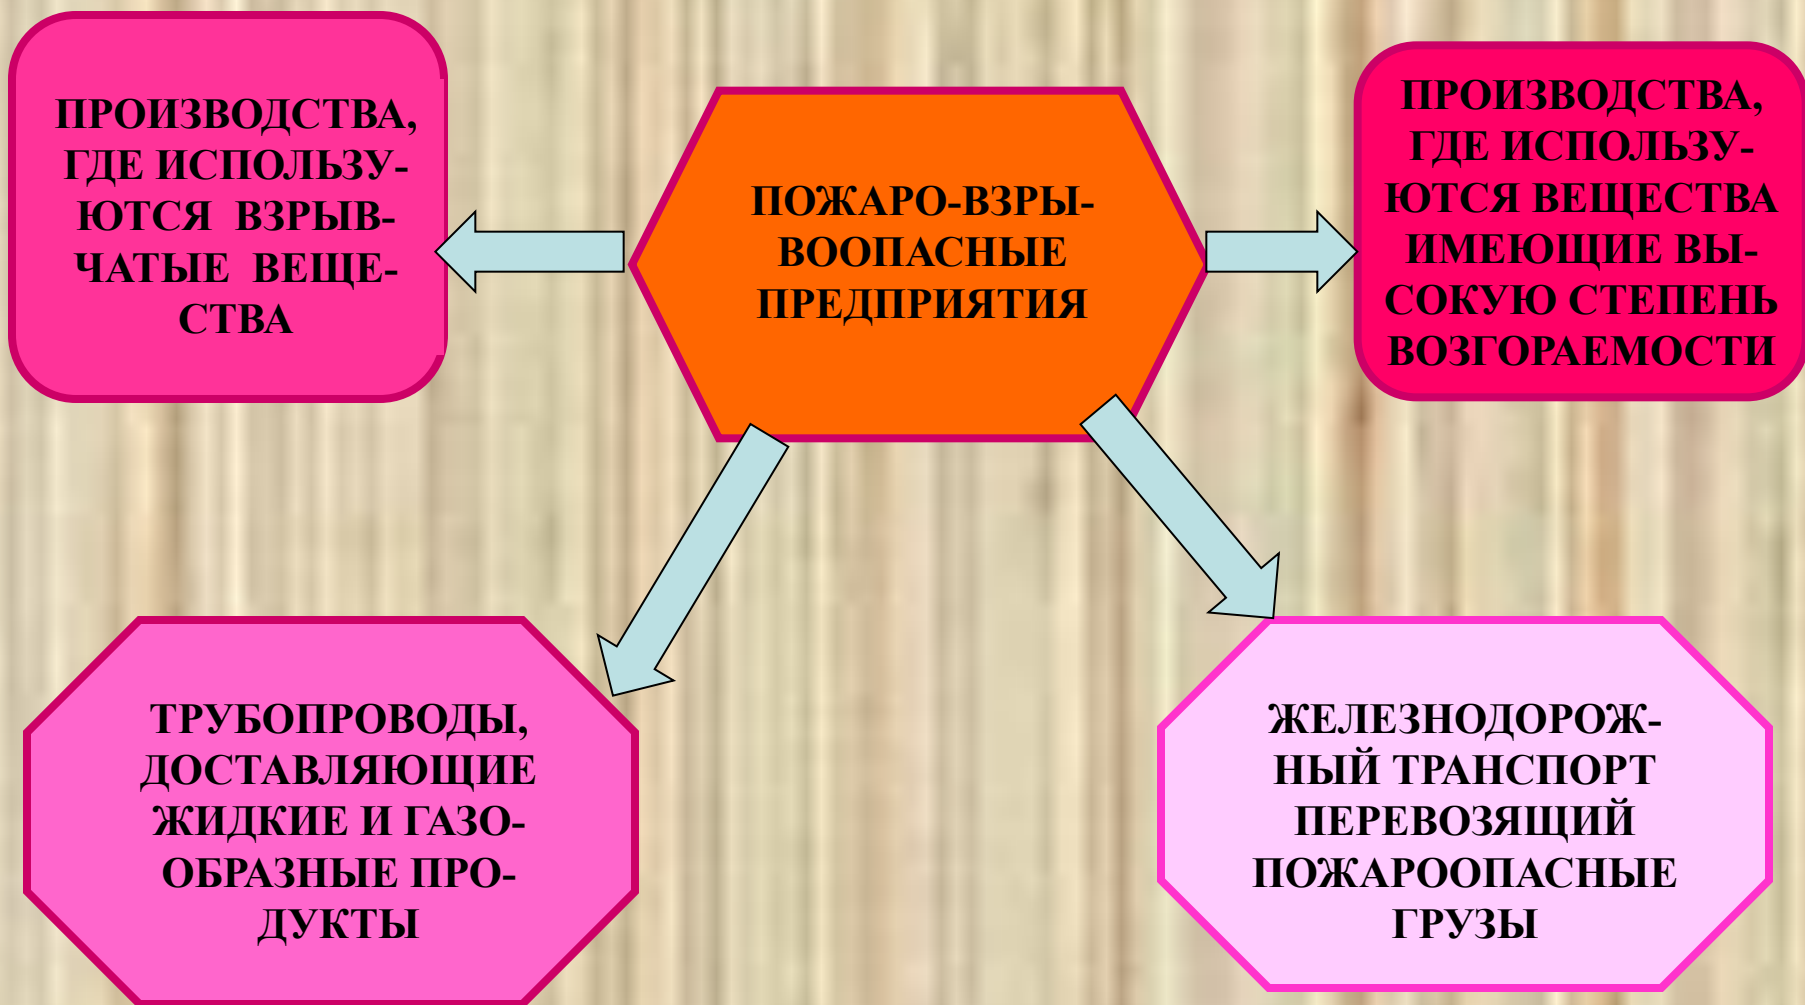 ПРОИЗВОДСТВА,
ГДЕ ИСПОЛЬЗУ-
ЮТСЯ ВЗРЫВ-
ЧАТЫЕ ВЕЩЕ-
СТВА
ПОЖАРО-ВЗРЫ-
ВООПАСНЫЕ
ПРЕДПРИЯТИЯ
ПРОИЗВОДСТВА,
ГДЕ ИСПОЛЬЗУ-
ЮТСЯ ВЕЩЕСТВА
ИМЕЮЩИЕ ВЫ-
СОКУЮ СТЕПЕНЬ
ВОЗГОРАЕМОСТИ
ТРУБОПРОВОДЫ,
ДОСТАВЛЯЮЩИЕ
ЖИДКИЕ И ГАЗО-
ОБРАЗНЫЕ ПРО-
ДУКТЫ
ЖЕЛЕЗНОДОРОЖ-
НЫЙ ТРАНСПОРТ
ПЕРЕВОЗЯЩИЙ
ПОЖАРООПАСНЫЕ
ГРУЗЫ